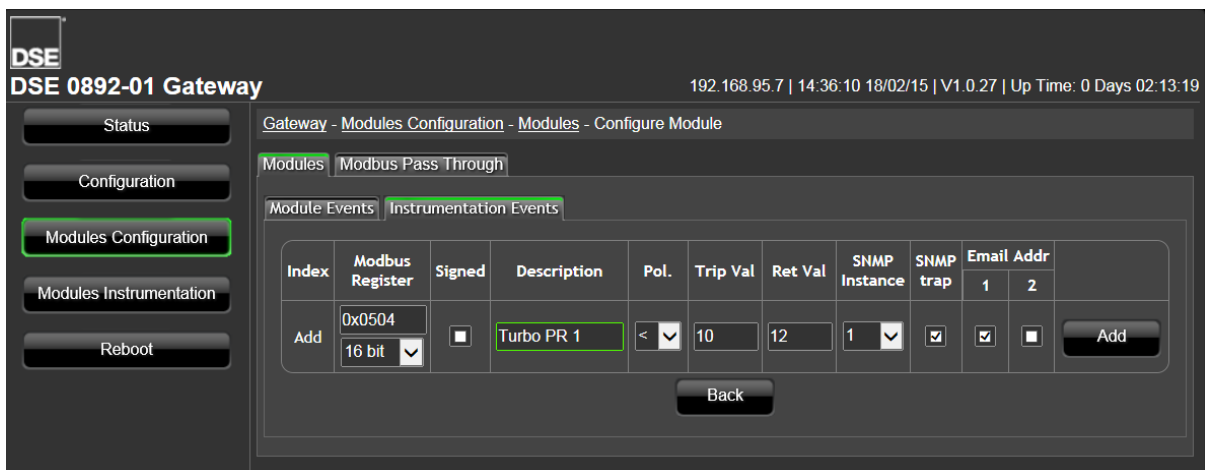 DSE
DSE 0892-01 Gateway
192.168.95.7 | 14:36:10 18/02/15 | V1.0.27 | Up Time: 0 Days 02:13:19
Status
Configuration
Modules Configuration
Modules Instrumentation
Reboot
Gateway - Modules Configuration - Modules - Configure Module
Modules Modbus Pass Through
Module Events Instrumentation Events
Index Modbus Register Signed Description Pol. Trip Val Ret Val SNMP Instance SNMP trap Email Addr
1 2
Add 0x0504 16 bit Turbo PR 1 < 10 12 1 Add
Back